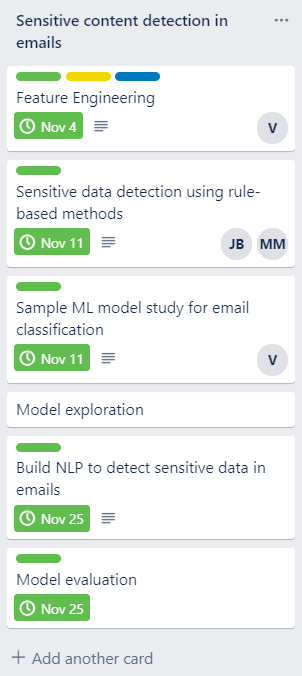 Sensitive content detection in
emails
Feature Engineering
Nov 4
V
Sensitive data detection using rule-
based methods
Nov 11
JB
MM
Sample ML model study for email
classification
Nov 11
V
Model exploration
Build NLP to detect sensitive data in
emails
Nov 25
Model evaluation
Nov 25
+ Add another card